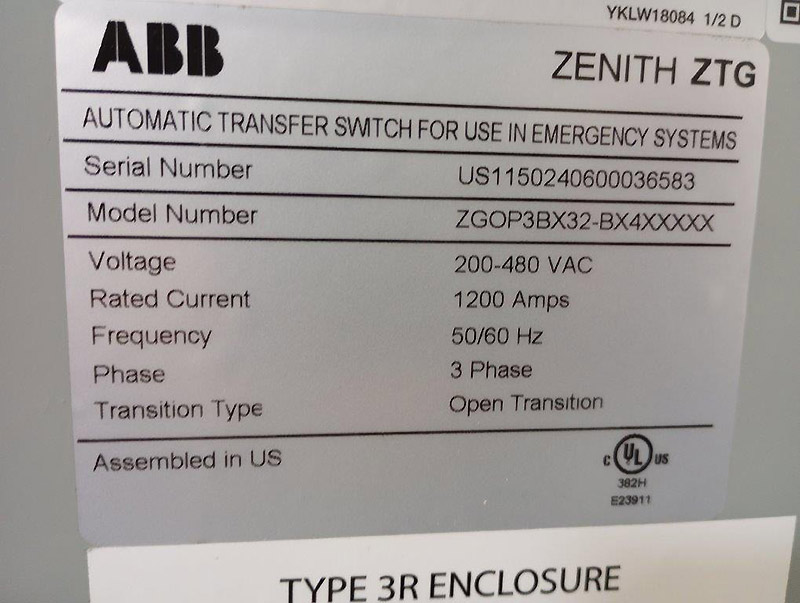 YKLW18084 1/2 D
ABB
ZENITH ZTG
AUTOMATIC TRANSFER SWITCH FOR USE IN EMERGENCY SYSTEMS
Serial Number US1150240600036583
Model Number ZGOP3BX32-BX4XXXXX
Voltage 200-480 VAC
Rated Current 1200 Amps
Frequency 50/60 Hz
Phase 3 Phase
Transition Type Open Transition
Assembled in US
C UL US
382H
E23911
TYPE 3R ENCLOSURE